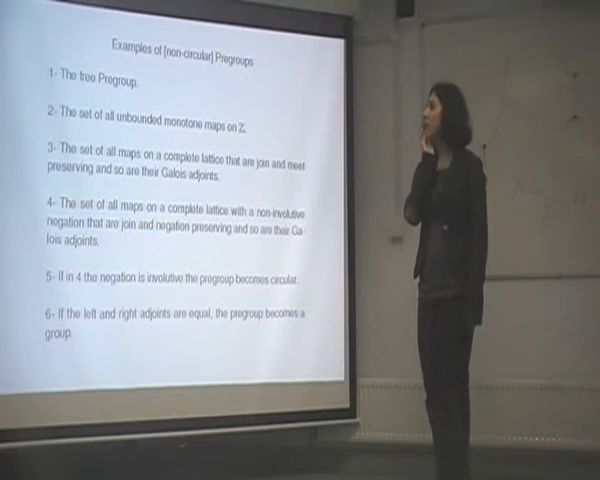 Examples of [non-circular] Pregroups
1- The free Pregroup.
2- The set of all unbounded monotone maps on Z.
3- The set of all maps on a complete lattice that are join and meet
preserving and so are their Galois adjoints.
4- The set of all maps on a complete lattice with a non-involutive
negation that are join and negation preserving and so are their Ga-
lois adjoints.
5- If in 4 the negation is involutive the pregroup becomes circular.
6- If the left and right adjoints are equal, the pregroup becomes a
group.